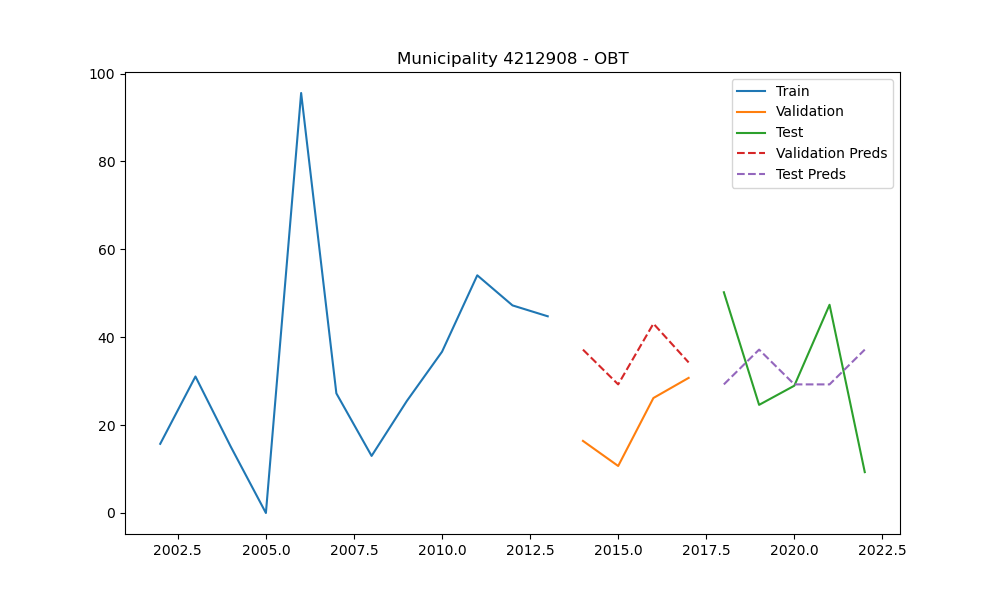 Municipality 4212908 - OBT
100
80
60
40
20
0
Train
Validation
Test
Validation Preds
Test Preds
2002.5 2005.0 2007.5 2010.0 2012.5 2015.0 2017.5 2020.0 2022.5